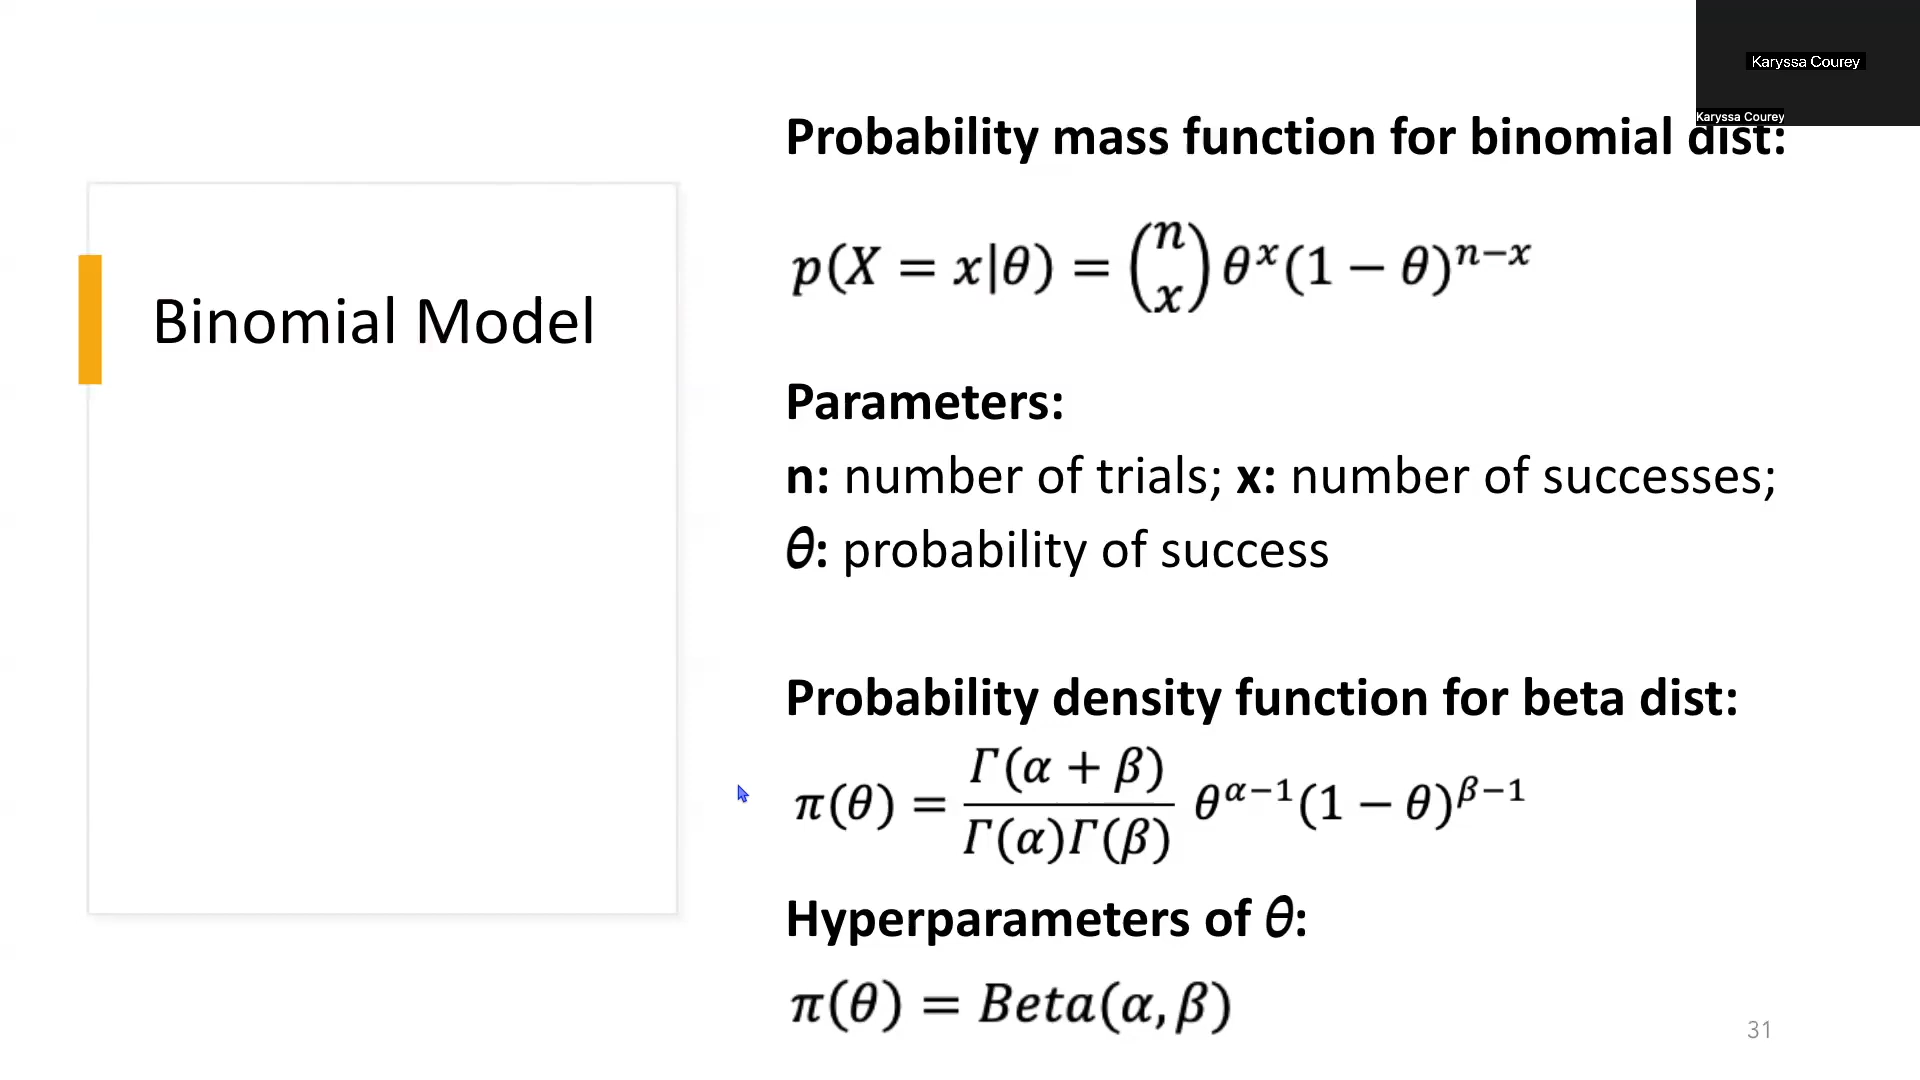 Karyssa Courey
Karyssa Courey
Binomial Model
Probability mass function for binomial dist:
p(X = x|θ) = (n x) θ^x (1 − θ)^{n−x}
Parameters:
n: number of trials; x: number of successes;
θ: probability of success
Probability density function for beta dist:
π(θ) = Γ(α + β) / Γ(α)Γ(β) θ^{α−1} (1 − θ)^{β−1}
Hyperparameters of θ:
π(θ) = Beta(α, β)
31